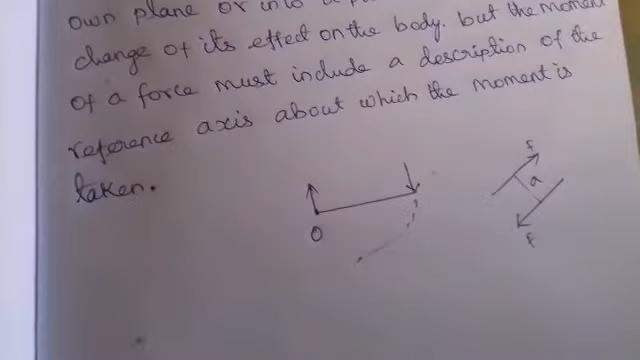 own plane or into a
change of its effect on the body. but the moment
of a force must include a description of the
reference axis about which the moment is
taken.
F
a
O
F